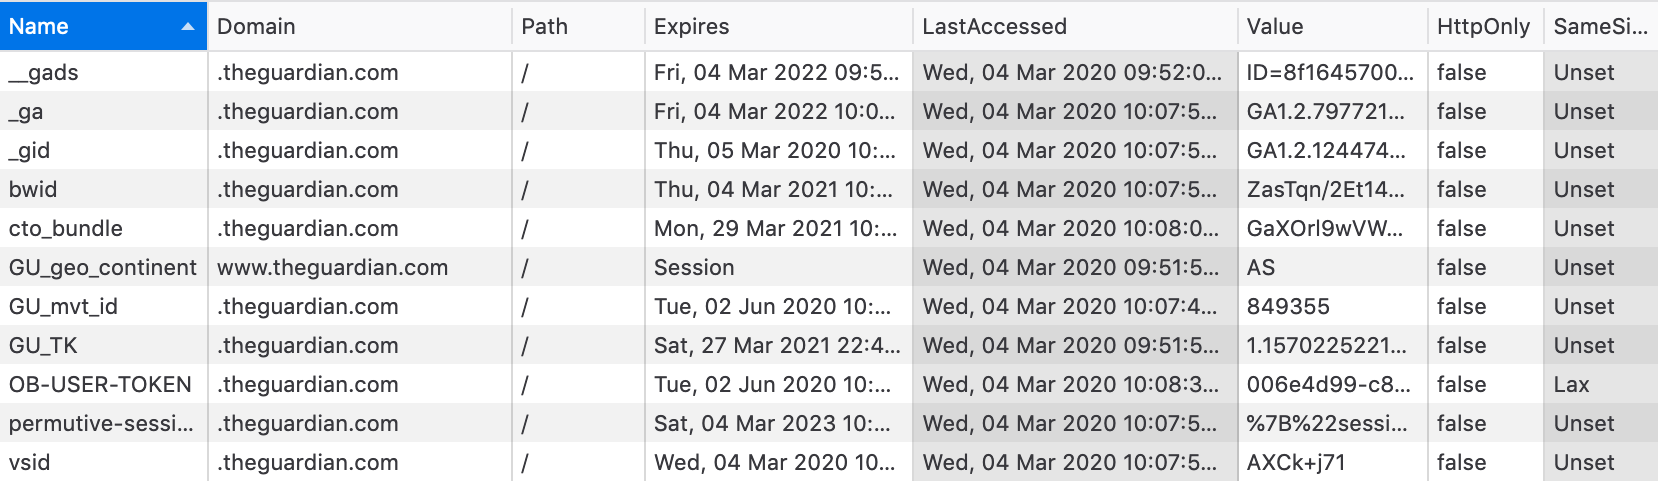 Name Domain Path Expires LastAccessed Value HttpOnly SameSi...
__gads .theguardian.com / Fri, 04 Mar 2022 09:5... Wed, 04 Mar 2020 09:52:0... ID=8f1645700... false Unset
_ga .theguardian.com / Fri, 04 Mar 2022 10:0... Wed, 04 Mar 2020 10:07:5... GA1.2.797721... false Unset
_gid .theguardian.com / Thu, 05 Mar 2020 10:... Wed, 04 Mar 2020 10:07:5... GA1.2.124474... false Unset
bwid .theguardian.com / Thu, 04 Mar 2021 10:... Wed, 04 Mar 2020 10:07:5... ZasTqn/2Et14... false Unset
cto_bundle .theguardian.com / Mon, 29 Mar 2021 10:... Wed, 04 Mar 2020 10:08:0... GaXOrl9wVW... false Unset
GU_geo_continent www.theguardian.com / Session Wed, 04 Mar 2020 09:51:5... AS false Unset
GU_mvt_id .theguardian.com / Tue, 02 Jun 2020 10:... Wed, 04 Mar 2020 10:07:4... 849355 false Unset
GU_TK .theguardian.com / Sat, 27 Mar 2021 22:4... Wed, 04 Mar 2020 09:51:5... 1.1570225221... false Unset
OB-USER-TOKEN .theguardian.com / Tue, 02 Jun 2020 10:... Wed, 04 Mar 2020 10:08:3... 006e4d99-c8... false Lax
permutive-sessi... .theguardian.com / Sat, 04 Mar 2023 10:... Wed, 04 Mar 2020 10:07:5... %7B%22sessi... false Unset
vsid .theguardian.com / Wed, 04 Mar 2020 10... Wed, 04 Mar 2020 10:07:5... AXCk+j71 false Unset